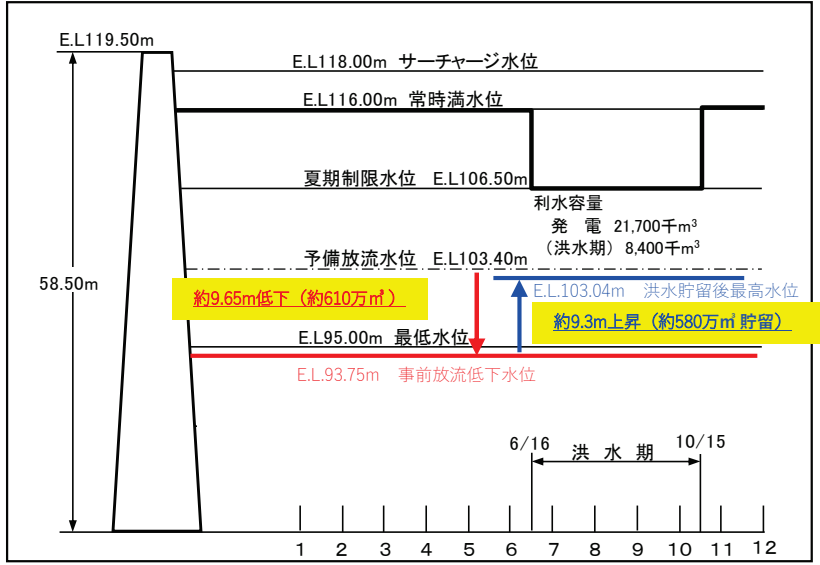 E.L119.50m
E.L118.00m サーチャージ水位
E.L116.00m 常時満水位
夏期制限水位 E.L106.50m
利水容量
発 電 21,700千m³
（洪水期）8,400千m³
予備放流水位 E.L103.40m
58.50m
E.L.103.04m 洪水貯留後最高水位
約9.65m低下（約610万㎥）
約9.3m上昇（約580万㎥ 貯留）
E.L95.00m 最低水位
E.L.93.75m 事前放流低下水位
6/16 洪 水 期 10/15
1 2 3 4 5 6 7 8 9 10 11 12